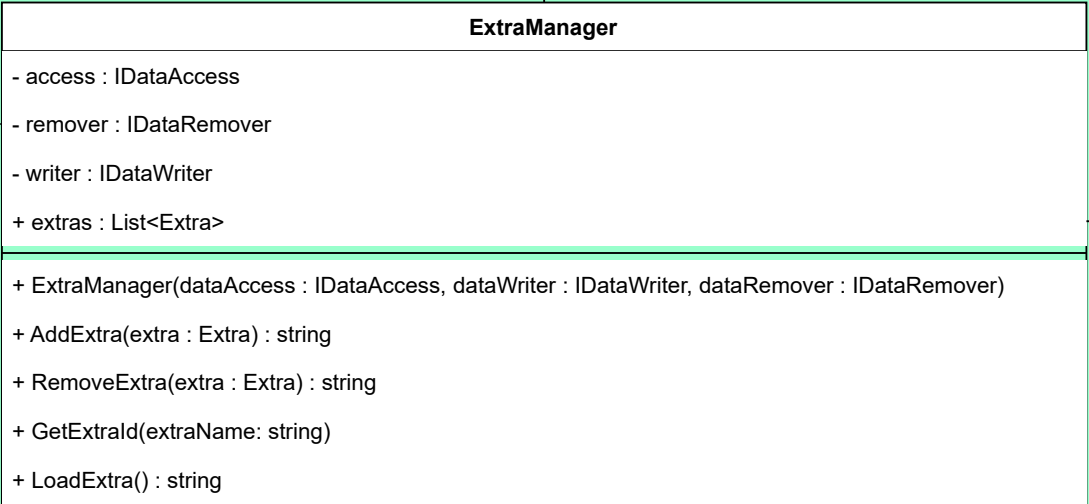 ExtraManager
- access : IDataAccess
- remover : IDataRemover
- writer : IDataWriter
+ extras : List<Extra>
+ ExtraManager(dataAccess : IDataAccess, dataWriter : IDataWriter, dataRemover : IDataRemover)
+ AddExtra(extra : Extra) : string
+ RemoveExtra(extra : Extra) : string
+ GetExtraId(extraName: string)
+ LoadExtra() : string